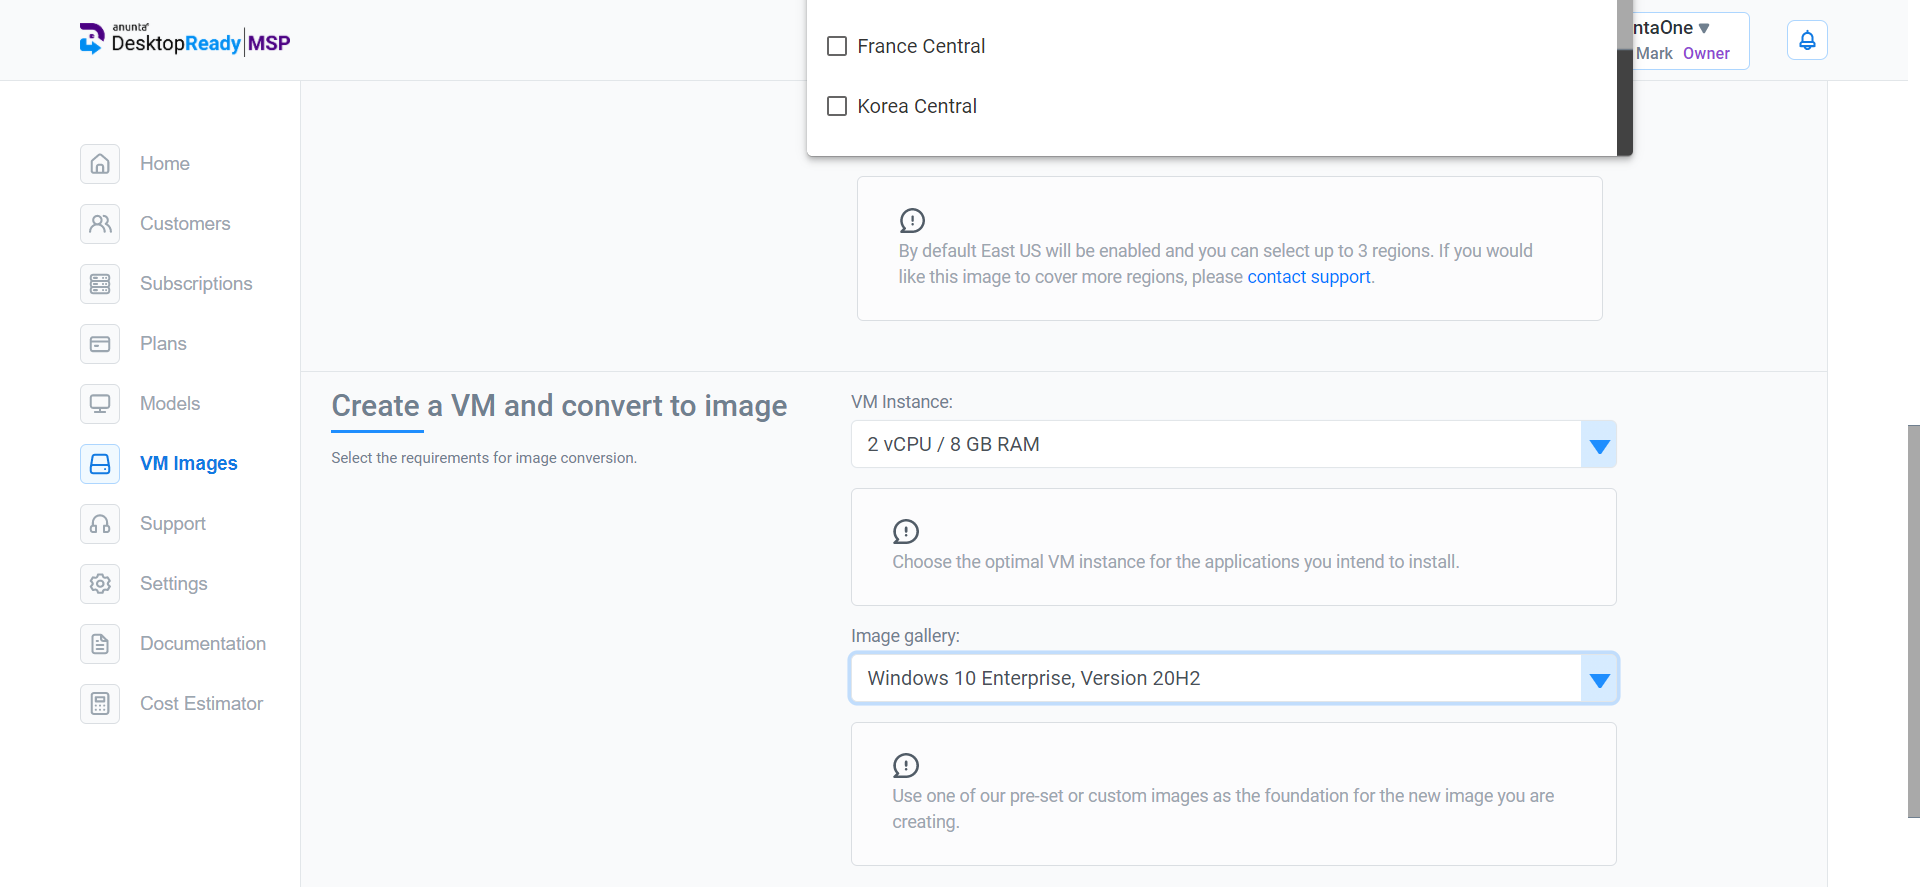 anunta
DesktopReady MSP
France Central
Korea Central
ntaOne
Mark Owner
Home
Customers
Subscriptions
Plans
Models
VM Images
Support
Settings
Documentation
Cost Estimator
By default East US will be enabled and you can select up to 3 regions. If you would
like this image to cover more regions, please contact support.
Create a VM and convert to image
Select the requirements for image conversion.
VM Instance:
2 vCPU / 8 GB RAM
Choose the optimal VM instance for the applications you intend to install.
Image gallery:
Windows 10 Enterprise, Version 20H2
Use one of our pre-set or custom images as the foundation for the new image you are
creating.